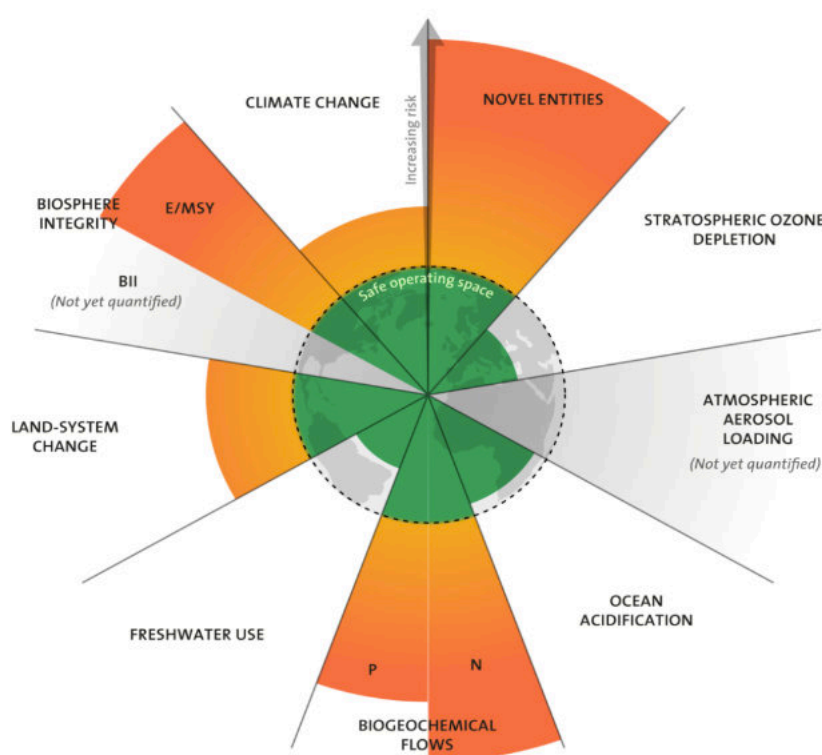 CLIMATE CHANGE
Increasing risk
NOVEL ENTITIES
STRATOSPHERIC OZONE
DEPLETION
ATMOSPHERIC
AEROSOL
LOADING
(Not yet quantified)
OCEAN
ACIDIFICATION
N
P
BIOGEOCHEMICAL
FLOWS
FRESHWATER USE
LAND-SYSTEM
CHANGE
BIOSPHERE
INTEGRITY
E/MSY
BII
(Not yet quantified)
Safe operating space